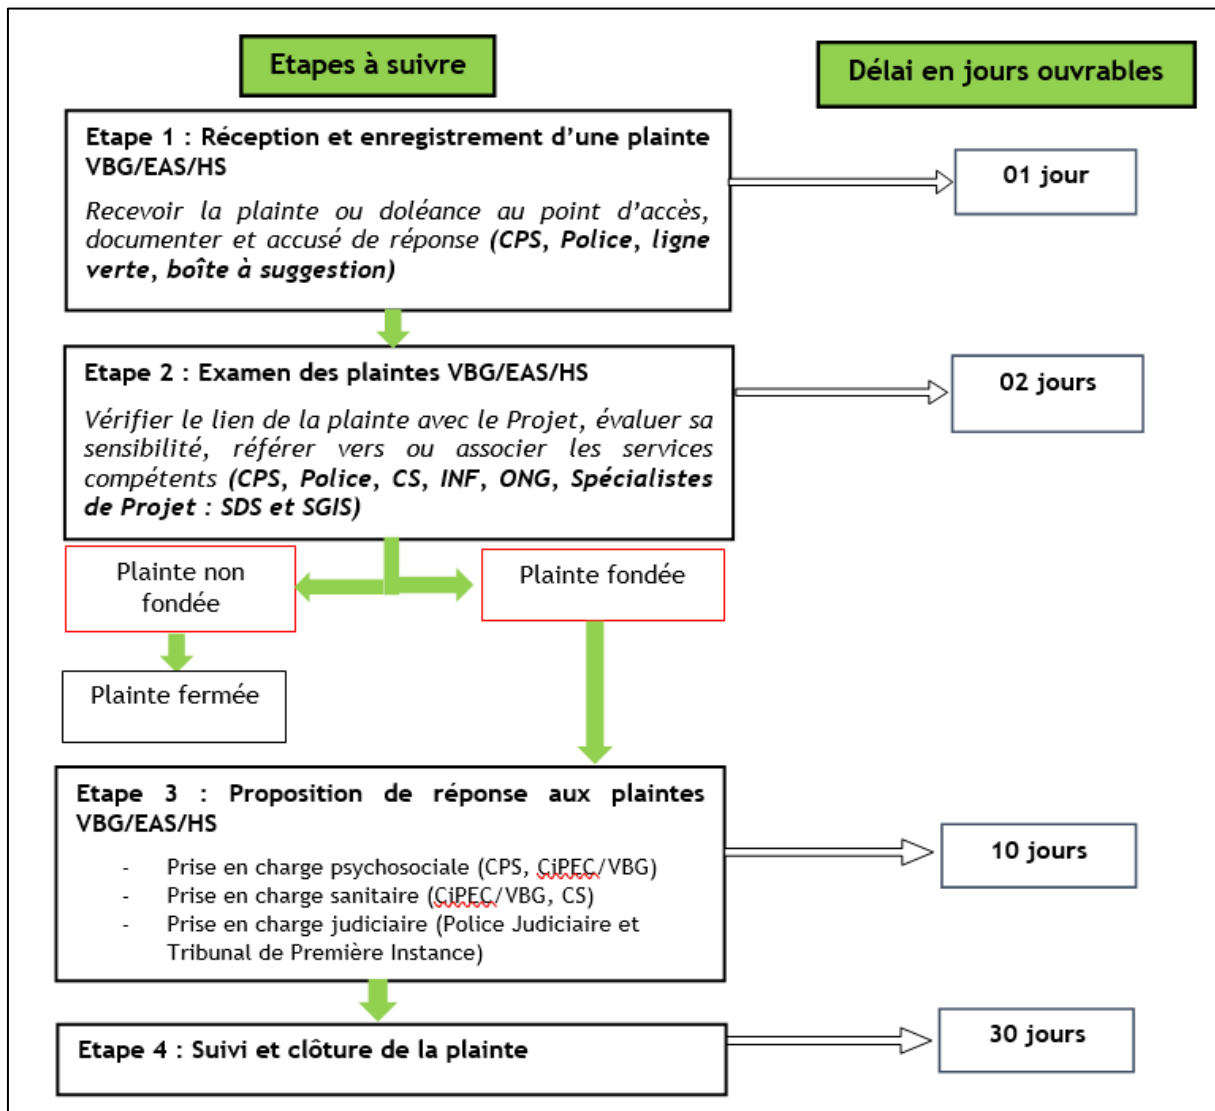 Etapes à suivre
Délai en jours ouvrables
Etape 1 : Réception et enregistrement d’une plainte
VBG/EAS/HS
Recevoir la plainte ou doléance au point d’accès,
documenter et accusé de réponse (CPS, Police, ligne
verte, boîte à suggestion)
01 jour
Etape 2 : Examen des plaintes VBG/EAS/HS
Vérifier le lien de la plainte avec le Projet, évaluer sa
sensibilité, référer vers ou associer les services
compétents (CPS, Police, CS, INF, ONG, Spécialistes
de Projet : SDS et SGIS)
02 jours
Plainte non
fondée
Plainte fondée
Plainte fermée
Etape 3 : Proposition de réponse aux plaintes
VBG/EAS/HS
- Prise en charge psychosociale (CPS, CiPEC/VBG)
- Prise en charge sanitaire (CiPEC/VBG, CS)
- Prise en charge judiciaire (Police Judiciaire et
Tribunal de Première Instance)
10 jours
Etape 4 : Suivi et clôture de la plainte
30 jours